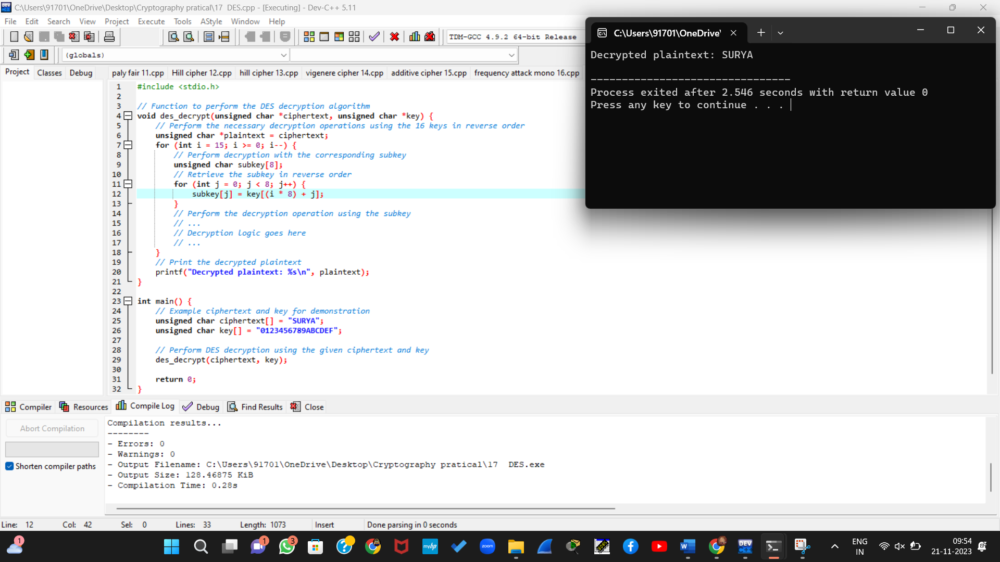 C:\Users\91701\OneDrive\Desktop\Cryptography pratical\17  DES.cpp - [Executing] - Dev-C++ 5.11
File Edit Search View Project Execute Tools AStyle Window Help
TDM-GCC 4.9.2 64-bit Release
(globals)
Project Classes Debug
paly fair 11.cpp Hill cipher 12.cpp hill cipher 13.cpp vigenere cipher 14.cpp additive cipher 15.cpp frequency attack mono 16.cpp
1 #include <stdio.h>
2
3 // Function to perform the DES decryption algorithm
4 void des_decrypt(unsigned char *ciphertext, unsigned char *key) {
5     // Perform the necessary decryption operations using the 16 keys in reverse order
6     unsigned char *plaintext = ciphertext;
7     for (int i = 15; i >= 0; i--) {
8         // Perform decryption with the corresponding subkey
9         unsigned char subkey[8];
10         // Retrieve the subkey in reverse order
11         for (int j = 0; j < 8; j++) {
12             subkey[j] = key[(i * 8) + j];
13         }
14         // Perform the decryption operation using the subkey
15         // ...
16         // Decryption logic goes here
17         // ...
18     }
19     // Print the decrypted plaintext
20     printf("Decrypted plaintext: %s\n", plaintext);
21 }
22
23 int main() {
24     // Example ciphertext and key for demonstration
25     unsigned char ciphertext[] = "SURYA";
26     unsigned char key[] = "0123456789ABCDEF";
27
28     // Perform DES decryption using the given ciphertext and key
29     des_decrypt(ciphertext, key);
30
31     return 0;
32 }
C:\Users\91701\OneDrive'
Decrypted plaintext: SURYA
--------------------------------
Process exited after 2.546 seconds with return value 0
Press any key to continue . . .
Compiler Resources Compile Log Debug Find Results Close
Abort Compilation
Shorten compiler paths
Compilation results...
--------
- Errors: 0
- Warnings: 0
- Output Filename: C:\Users\91701\OneDrive\Desktop\Cryptography pratical\17  DES.exe
- Output Size: 128.46875 KiB
- Compilation Time: 0.28s
Line: 12 Col: 42 Sel: 0 Lines: 33 Length: 1073 Insert Done parsing in 0 seconds
1
1
3
myhp
zoom
W
DEV
ENG
IN
09:54
21-11-2023